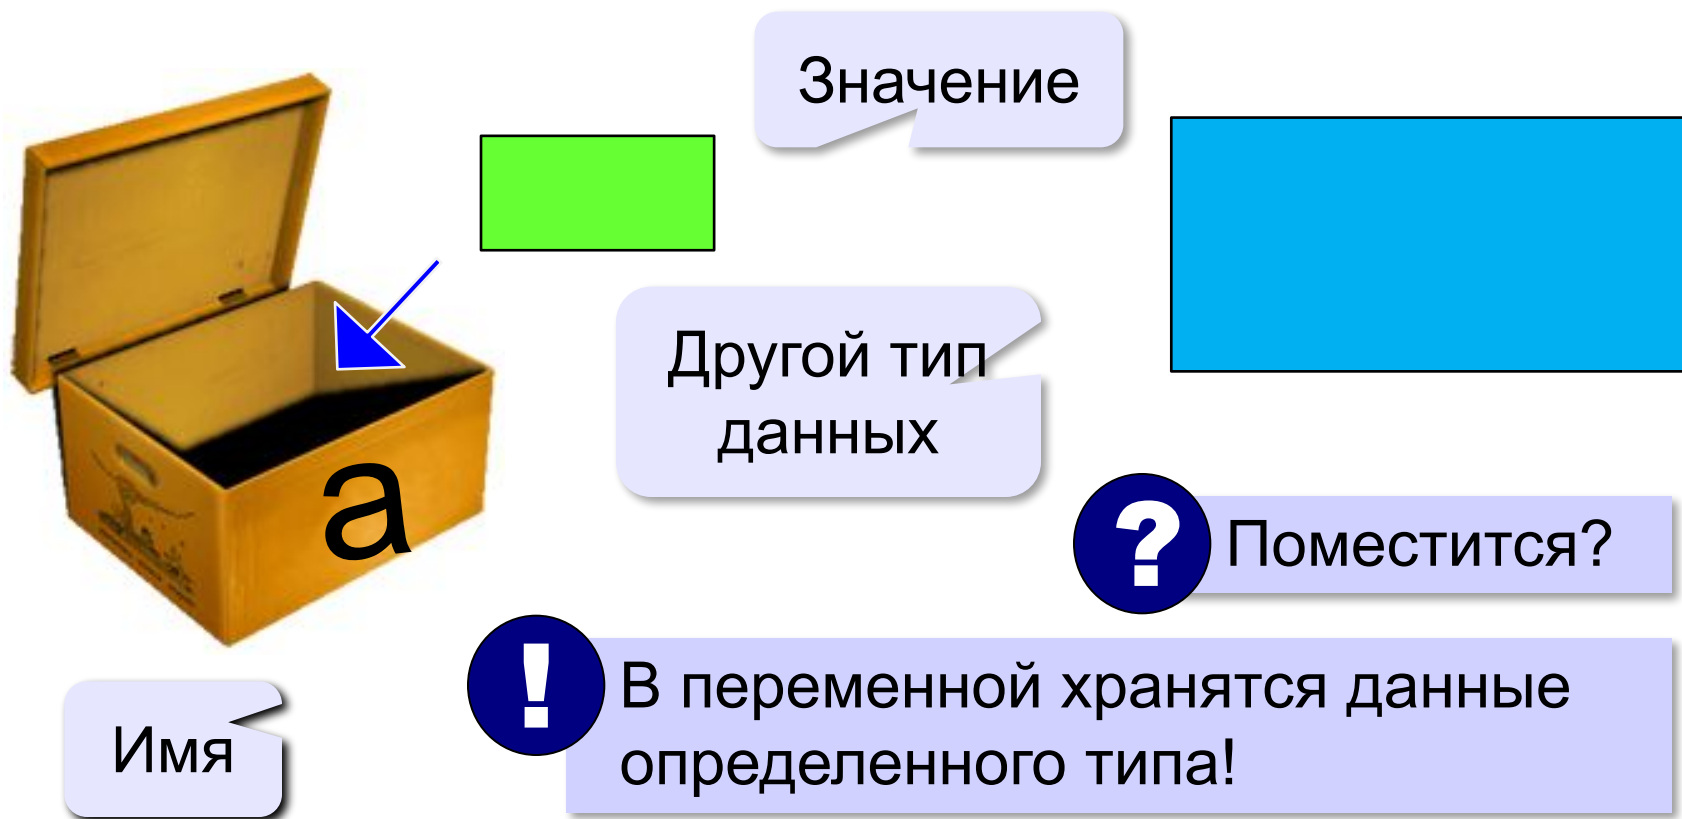 Значение
Другой тип
данных
a
?
Поместится?
!
В переменной хранятся данные
определенного типа!
Имя